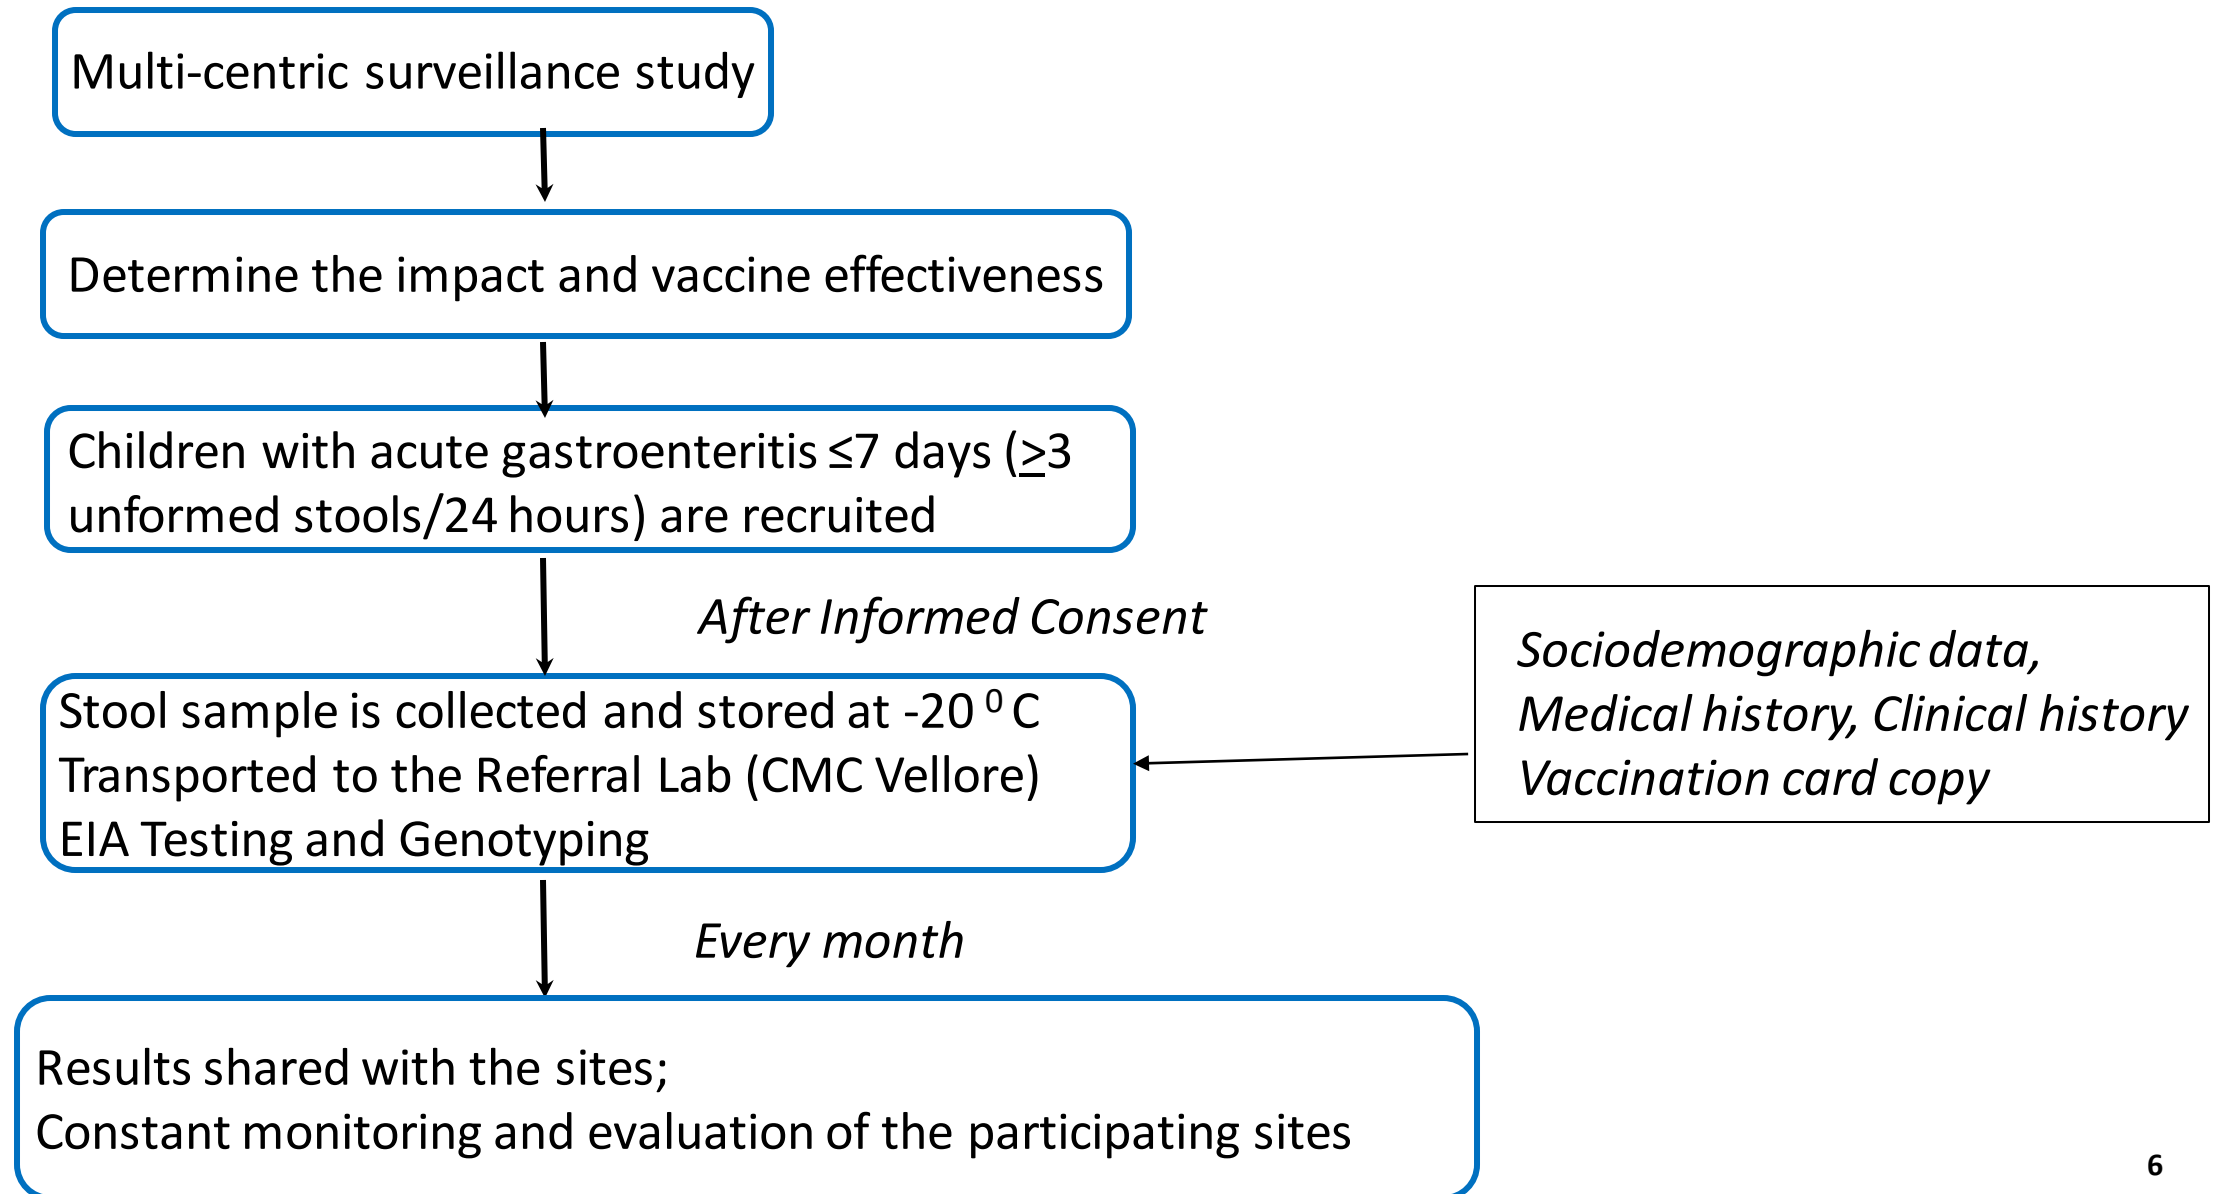 Multi-centric surveillance study
Determine the impact and vaccine effectiveness
Children with acute gastroenteritis ≤7 days (≥3
unformed stools/24 hours) are recruited
After Informed Consent
Stool sample is collected and stored at -20 ⁰ C
Transported to the Referral Lab (CMC Vellore)
EIA Testing and Genotyping
Sociodemographic data,
Medical history, Clinical history
Vaccination card copy
Every month
Results shared with the sites;
Constant monitoring and evaluation of the participating sites
6